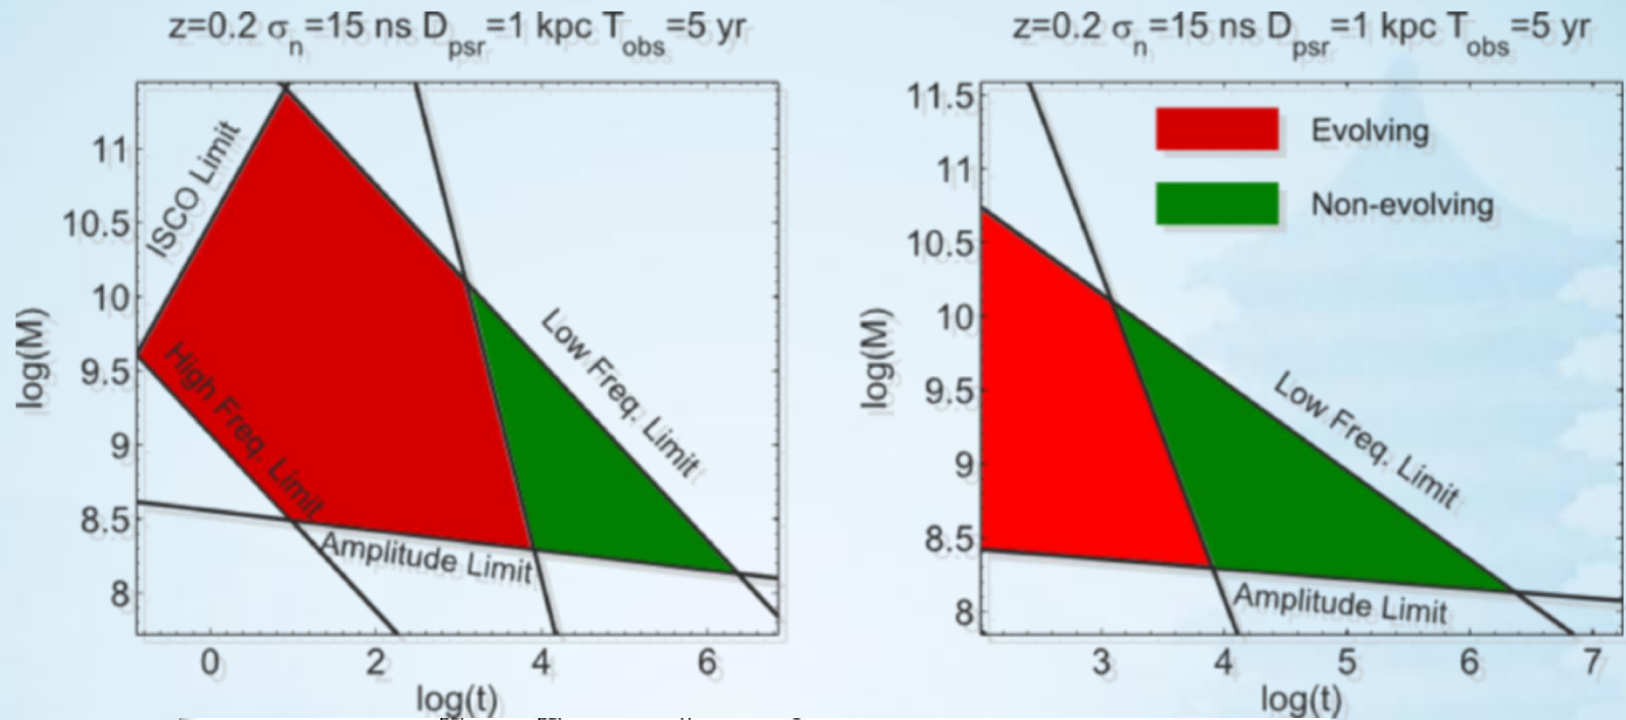 z=0.2 σn=15 ns Dpsr=1 kpc Tobs=5 yr
11
10.5
10
9.5
9
8.5
8
log(M)
ISCO Limit
High Freq. Limit
Low Freq. Limit
Amplitude Limit
0 2 4 6
log(t)
z=0.2 σn=15 ns Dpsr=1 kpc Tobs=5 yr
11.5
11
10.5
10
9.5
9
8.5
8
log(M)
Evolving
Non-evolving
Low Freq. Limit
Amplitude Limit
3 4 5 6 7
log(t)